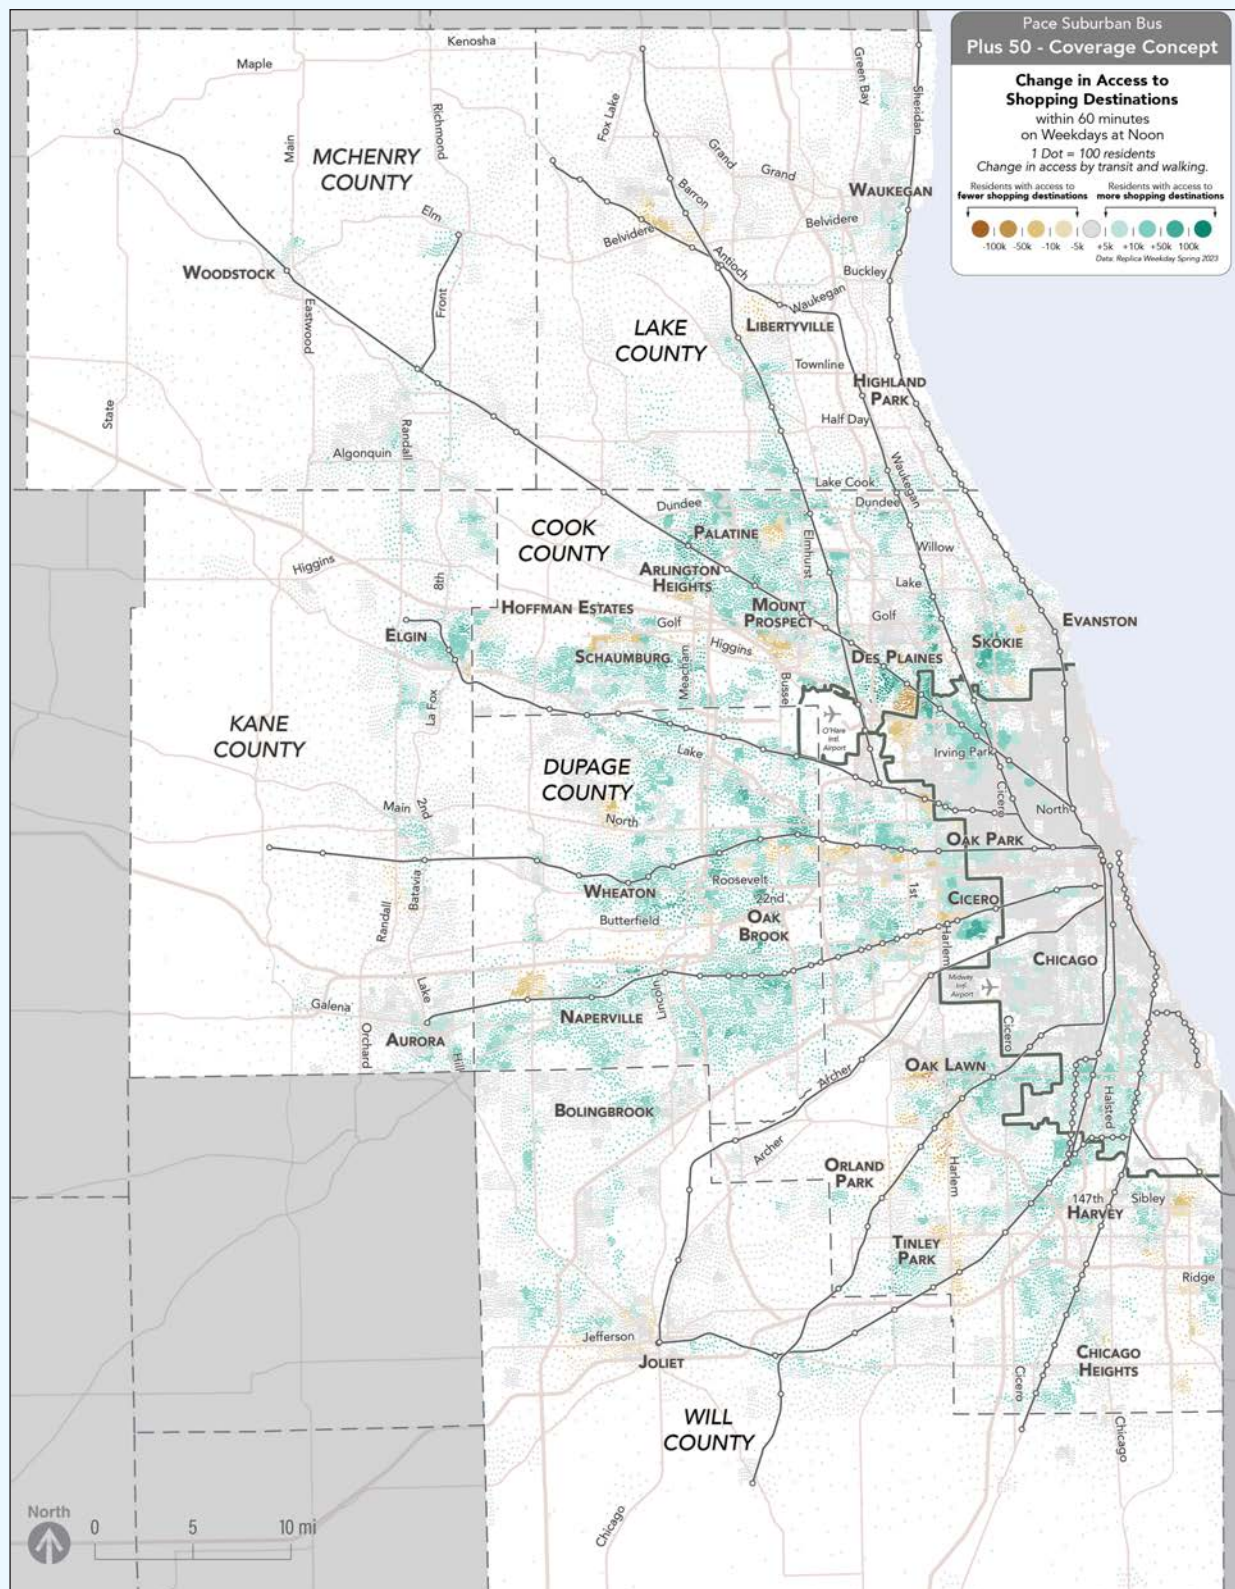 Pace Suburban Bus
Plus 50 - Coverage Concept
Change in Access to
Shopping Destinations
within 60 minutes
on Weekdays at Noon
1 Dot = 100 residents
Change in access by transit and walking.
Residents with access to
fewer shopping destinations
Residents with access to
more shopping destinations
-100k -50k -10k -5k +5k +10k +50k 100k
Data: Replica Weekday Spring 2023
Kenosha
Maple
Green Bay
Sheridan
Fox Lake
Richmond
Main
Grand
Grand
MCHENRY
COUNTY
Barron
WAUKEGAN
Elm
Belvidere
Belvidere
Antioch
Buckley
WOODSTOCK
Front
Eastwood
Waukegan
LIBERTYVILLE
LAKE
COUNTY
Townline
HIGHLAND
PARK
Half Day
State
Randall
Algonquin
Waukegan
Lake Cook
Dundee
Dundee
COOK
COUNTY
PALATINE
Elmhurst
Willow
Higgins
8th
ARLINGTON
HEIGHTS
Lake
HOFFMAN ESTATES
MOUNT
PROSPECT
Golf
Golf
EVANSTON
ELGIN
SKOKIE
Higgins
SCHAUMBURG
DES PLAINES
Meacham
Busse
La Fox
KANE
COUNTY
O'Hare
Intl.
Airport
Lake
Irving Park
DUPAGE
COUNTY
Cicero
Main
2nd
North
North
OAK PARK
Batavia
WHEATON
Roosevelt
1st
22nd
CICERO
Randall
Butterfield
OAK
BROOK
Harlem
CHICAGO
Midway
Intl.
Airport
Lake
Lincoln
Galena
NAPERVILLE
Orchard
AURORA
Cicero
Hill
OAK LAWN
Archer
Halsted
BOLINGBROOK
Archer
ORLAND
PARK
Harlem
147th
Sibley
HARVEY
TINLEY
PARK
Ridge
Jefferson
JOLIET
CHICAGO
HEIGHTS
Cicero
WILL
COUNTY
Chicago
Chicago
North
0 5 10 mi